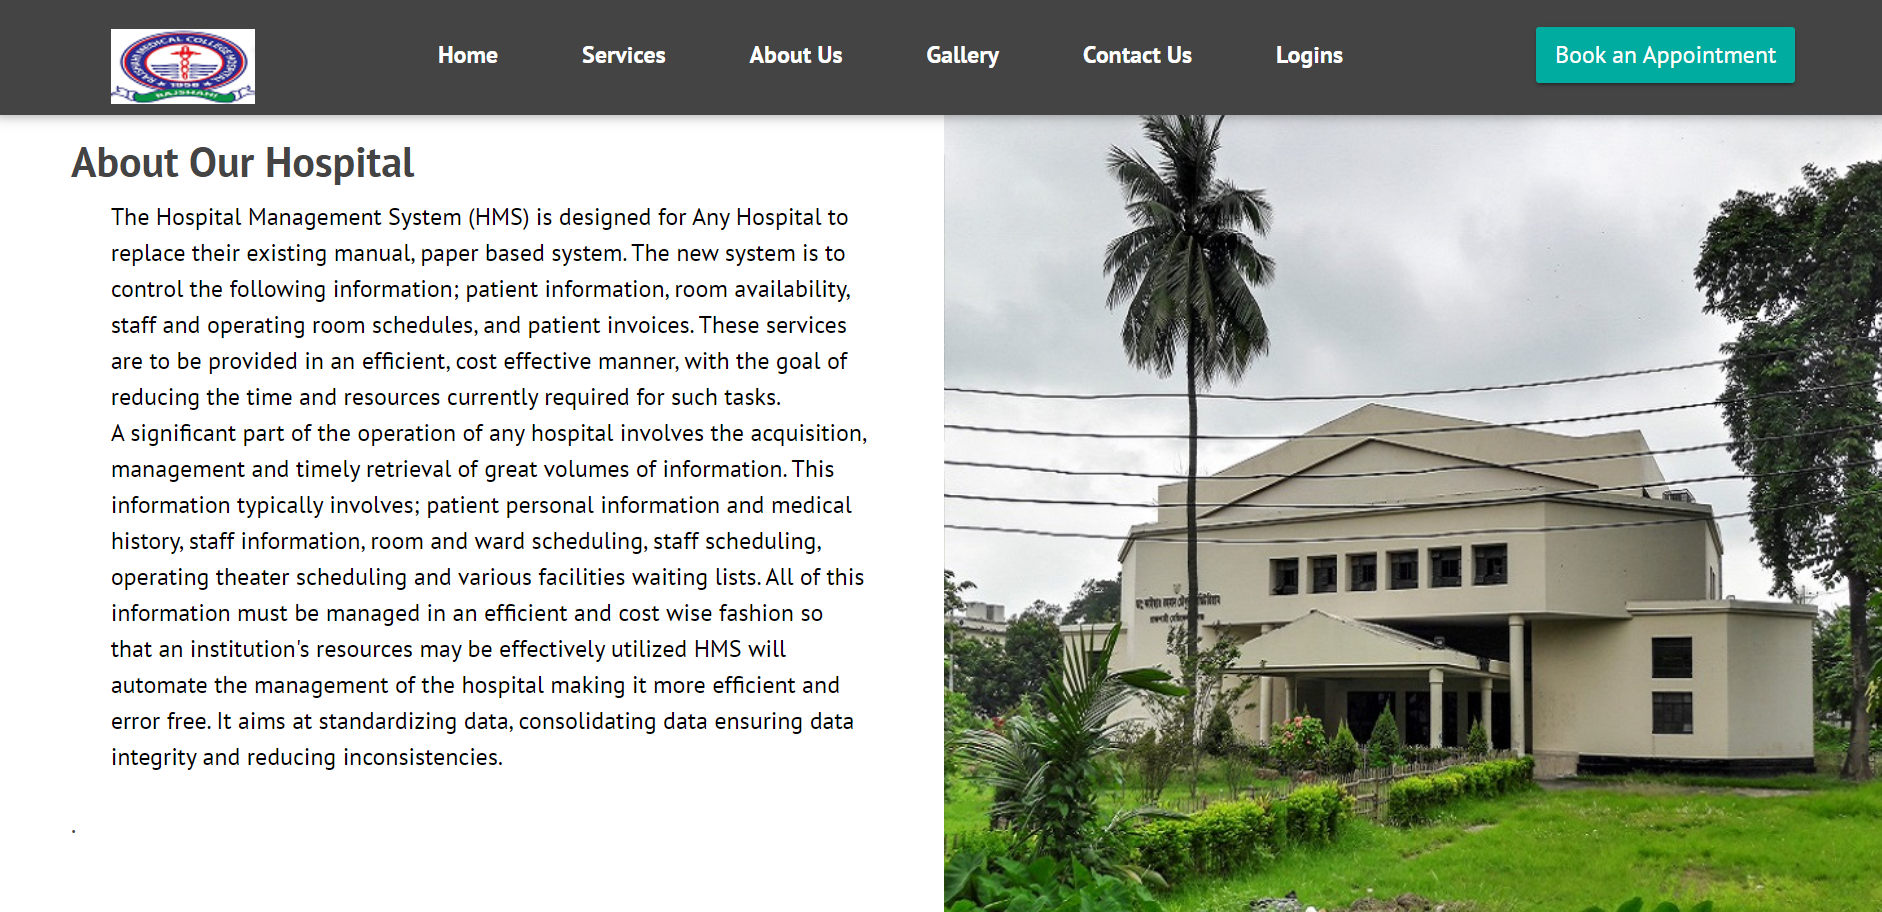 RAJSHAHI MEDICAL COLLEGE HOSPITAL
1958
RAJSHAHI
Home
Services
About Us
Gallery
Contact Us
Logins
Book an Appointment
About Our Hospital
The Hospital Management System (HMS) is designed for Any Hospital to
replace their existing manual, paper based system. The new system is to
control the following information; patient information, room availability,
staff and operating room schedules, and patient invoices. These services
are to be provided in an efficient, cost effective manner, with the goal of
reducing the time and resources currently required for such tasks.
A significant part of the operation of any hospital involves the acquisition,
management and timely retrieval of great volumes of information. This
information typically involves; patient personal information and medical
history, staff information, room and ward scheduling, staff scheduling,
operating theater scheduling and various facilities waiting lists. All of this
information must be managed in an efficient and cost wise fashion so
that an institution's resources may be effectively utilized HMS will
automate the management of the hospital making it more efficient and
error free. It aims at standardizing data, consolidating data ensuring data
integrity and reducing inconsistencies.
.